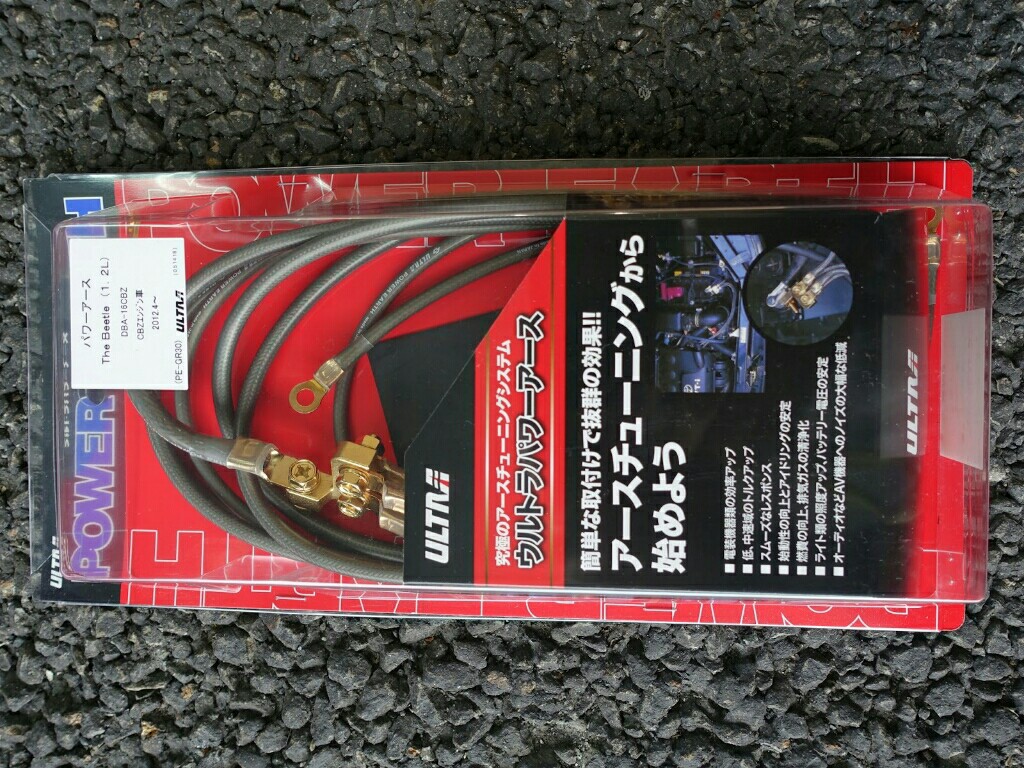 パワーアース
The Beetle (1.2L)
DBA-16CBZ
CBZエンジン車
2012.4~
(PE-GR30) ULTRA
ULTRA
POWER
ULTRA
究極のアースチューニングシステム
ウルトラパワーアース
簡単な取付けで抜群の効果!!
アースチューニングから
始めよう
■電装機器類の効率アップ
■低、中速域のトルクアップ
■スムーズなレスポンス
■始動性の向上とアイドリングの安定
■燃費の向上、排気ガスの清浄化
■ライト類の照度アップ、バッテリー電圧の安定
■オーディオなどAV機器へのノイズの大幅な低減
ULTRA